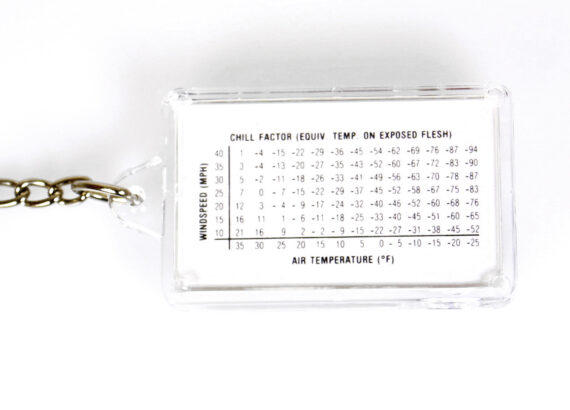 CHILL FACTOR (EQUIV. TEMP. ON EXPOSED FLESH)
WINDSPEED (MPH)
40 1 -4 -15 -22 -29 -36 -45 -54 -62 -69 -76 -87 -94
35 3 -4 -13 -20 -27 -35 -43 -52 -60 -67 -72 -83 -90
30 5 -2 -11 -18 -26 -33 -41 -49 -56 -63 -70 -78 -87
25 7 0 -7 -15 -22 -29 -37 -45 -52 -58 -67 -75 -83
20 12 3 -4 -9 -17 -24 -32 -40 -46 -52 -60 -68 -76
15 16 11 1 -6 -11 -18 -25 -33 -40 -45 -51 -60 -65
10 21 16 9 2 -2 -9 -15 -22 -27 -31 -38 -45 -52
35 30 25 20 15 10 5 0 -5 -10 -15 -20 -25
AIR TEMPERATURE (°F)